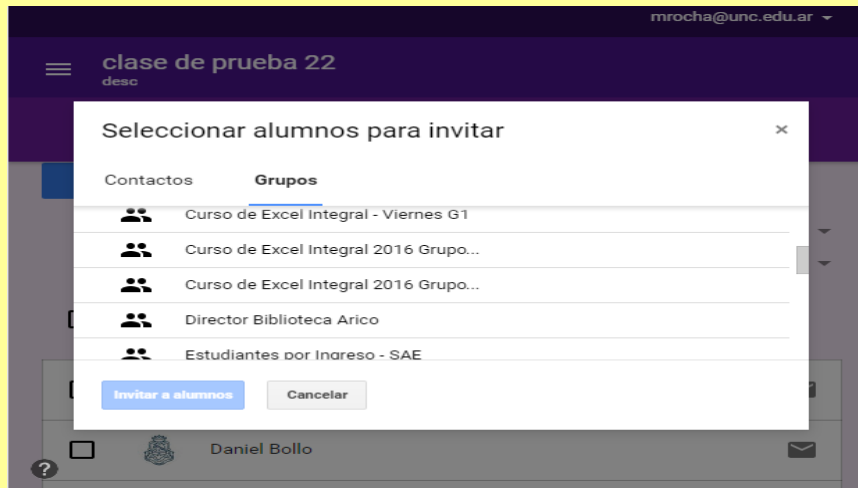 mrocha@unc.edu.ar
clase de prueba 22
desc
Seleccionar alumnos para invitar
×
Contactos
Grupos
Curso de Excel Integral - Viernes G1
Curso de Excel Integral 2016 Grupo...
Curso de Excel Integral 2016 Grupo...
Director Biblioteca Arico
Estudiantes por Ingreso - SAE
Invitar a alumnos
Cancelar
Daniel Bollo
?